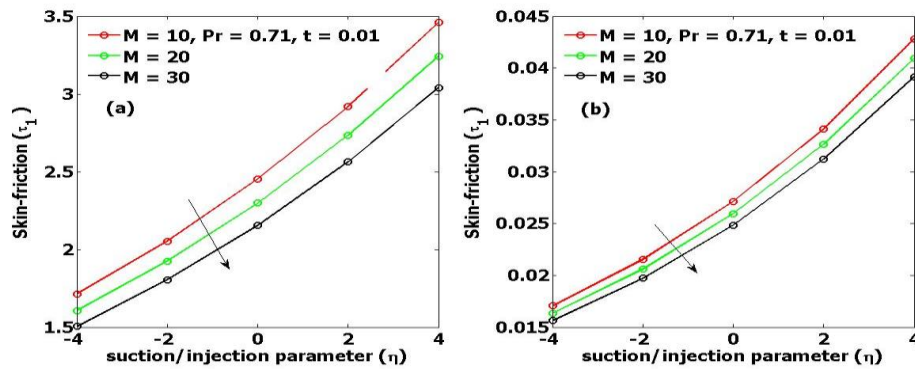 3.5
3
2.5
2
1.5
Skin-friction (τ1)
M = 10, Pr = 0.71, t = 0.01
M = 20
M = 30
(a)
-4 -2 0 2 4
suction/injection parameter (η)
0.045
0.04
0.035
0.03
0.025
0.02
0.015
Skin-friction (τ1)
M = 10, Pr = 0.71, t = 0.01
M = 20
M = 30
(b)
-4 -2 0 2 4
suction/injection parameter (η)